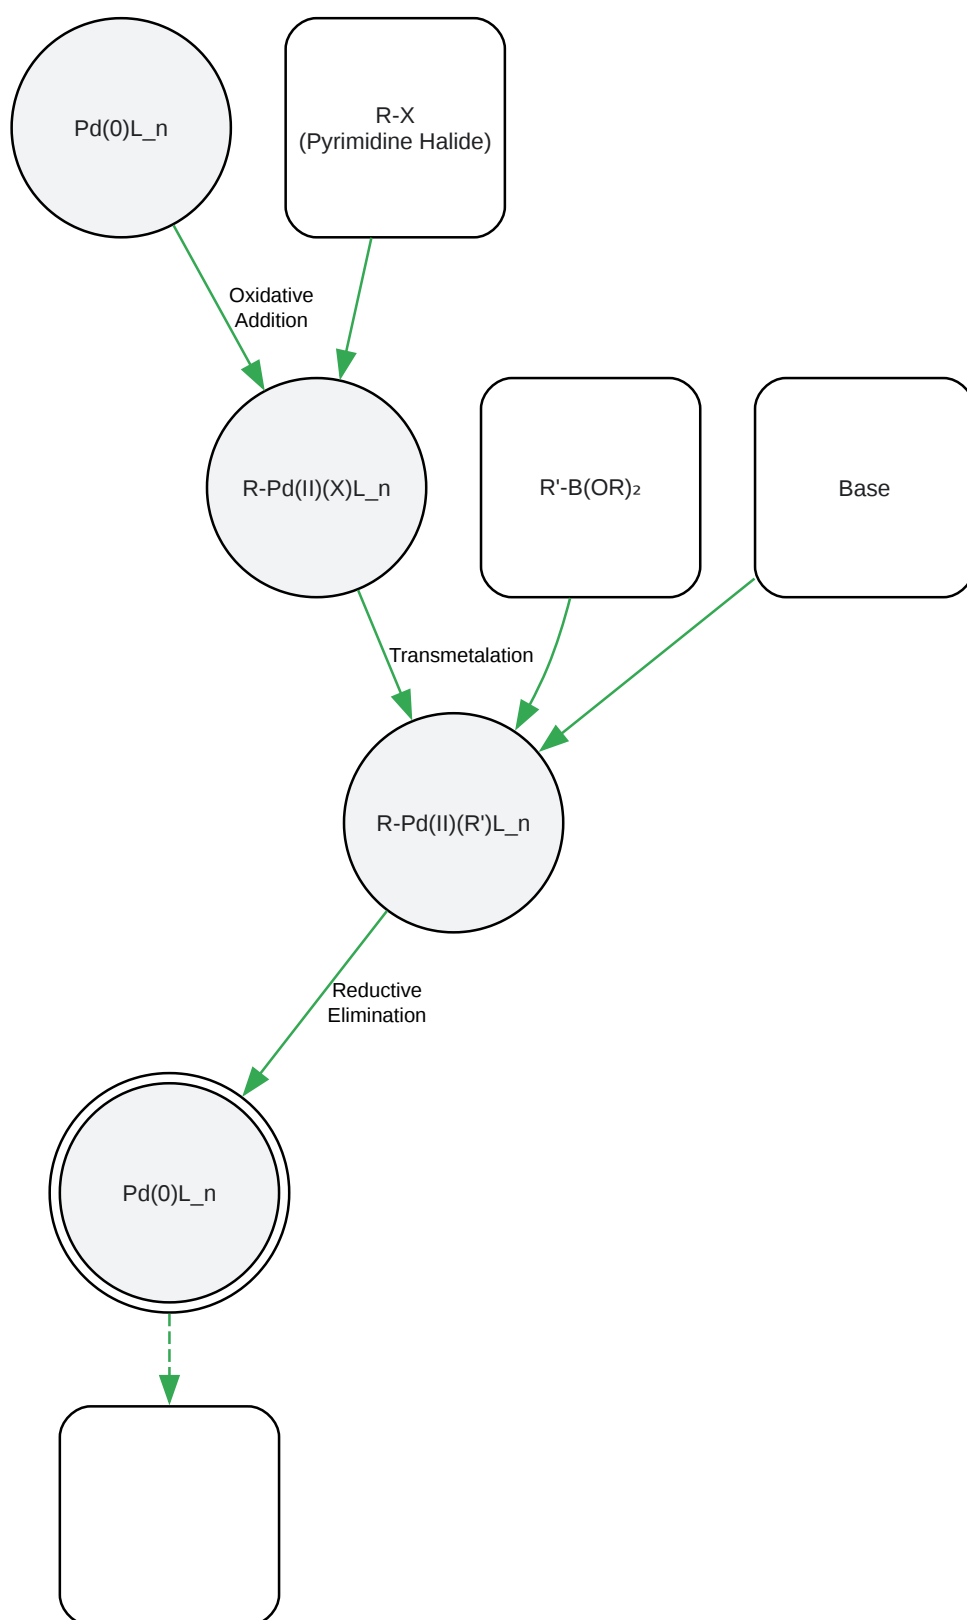 Pd(0)L_n
R-X
(Pyrimidine Halide)
Oxidative
Addition
R-Pd(II)(X)L_n
R'-B(OR)₂
Base
Transmetalation
R-Pd(II)(R')L_n
Reductive
Elimination
Pd(0)L_n